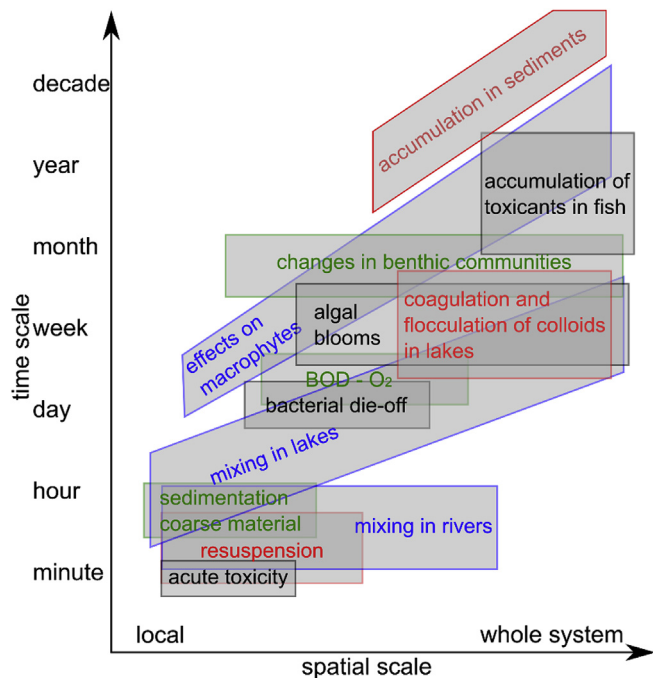 decade
accumulation in sediments
year
accumulation of
toxicants in fish
month
changes in benthic communities
time scale
week
effects on
macrophytes
algal
blooms
coagulation and
flocculation of colloids
in lakes
BOD - O₂
day
bacterial die-off
mixing in lakes
hour
sedimentation
coarse material
mixing in rivers
resuspension
minute
acute toxicity
local
whole system
spatial scale